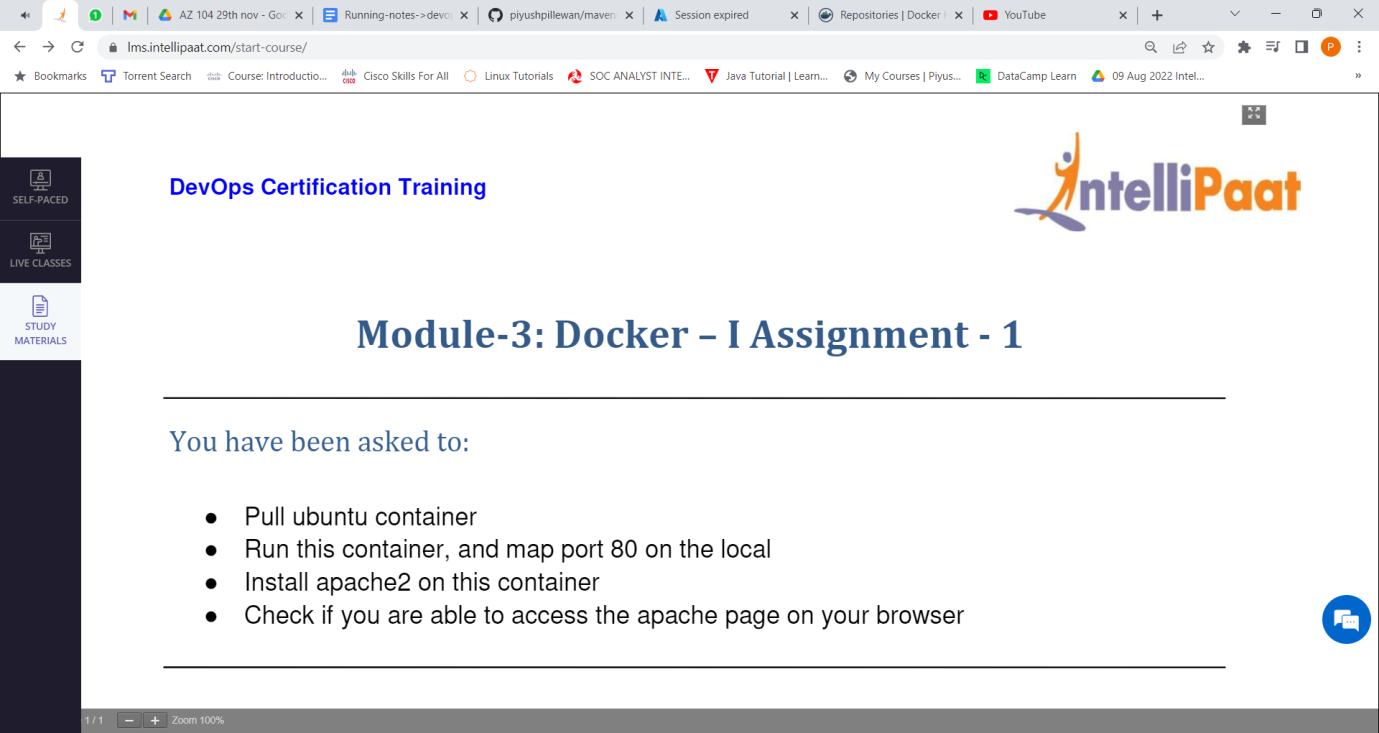 AZ 104 29th nov - Goo
Running-notes->devop
piyushpillewan/maven
Session expired
Repositories | Docker
YouTube
lms.intellipaat.com/start-course/
P
Bookmarks
Torrent Search
Course: Introductio...
Cisco Skills For All
Linux Tutorials
SOC ANALYST INTE...
Java Tutorial | Learn...
My Courses | Piyus...
DataCamp Learn
09 Aug 2022 Intel...
»
SELF-PACED
LIVE CLASSES
STUDY
MATERIALS
DevOps Certification Training
IntelliPaat
Module-3: Docker – I Assignment - 1
You have been asked to:
● Pull ubuntu container
● Run this container, and map port 80 on the local
● Install apache2 on this container
● Check if you are able to access the apache page on your browser
1 / 1
Zoom 100%